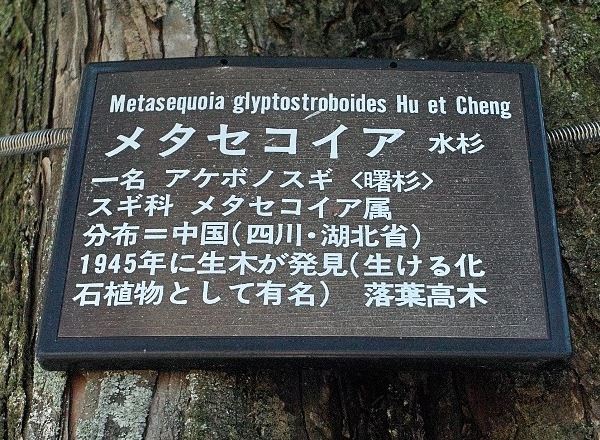 Metasequoia glyptostroboides Hu et Cheng
メタセコイア 水杉
一名 アケボノスギ〈曙杉〉
スギ科 メタセコイア属
分布＝中国(四川・湖北省)
1945年に生木が発見(生ける化
石植物として有名) 落葉高木